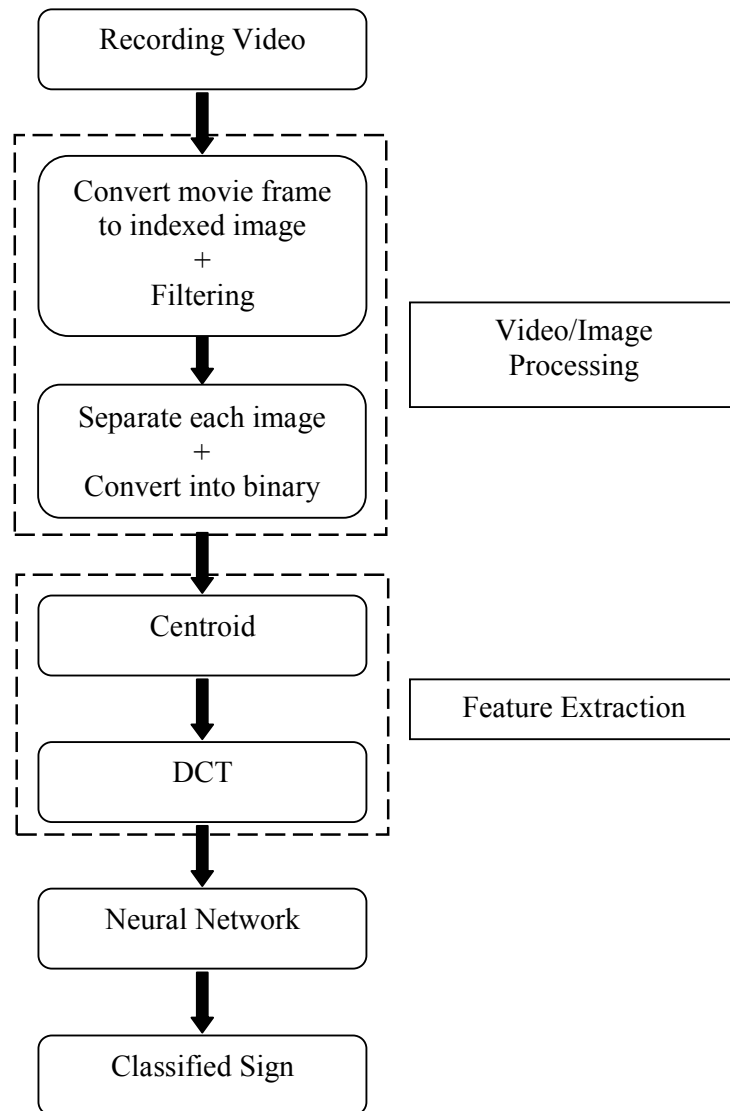 Recording Video
Convert movie frame
to indexed image
+
Filtering
Video/Image
Processing
Separate each image
+
Convert into binary
Centroid
Feature Extraction
DCT
Neural Network
Classified Sign